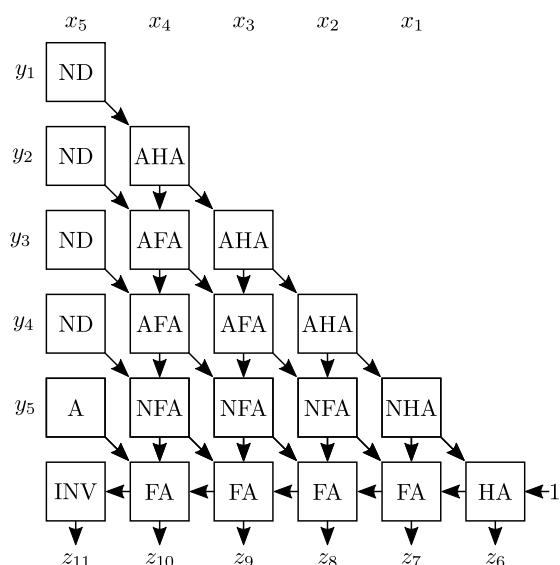 x₅ x₄ x₃ x₂ x₁
y₁ ND
y₂ ND AHA
y₃ ND AFA AHA
y₄ ND AFA AFA AHA
y₅ A NFA NFA NFA NHA
INV FA FA FA FA HA 1
z₁₁ z₁₀ z₉ z₈ z₇ z₆